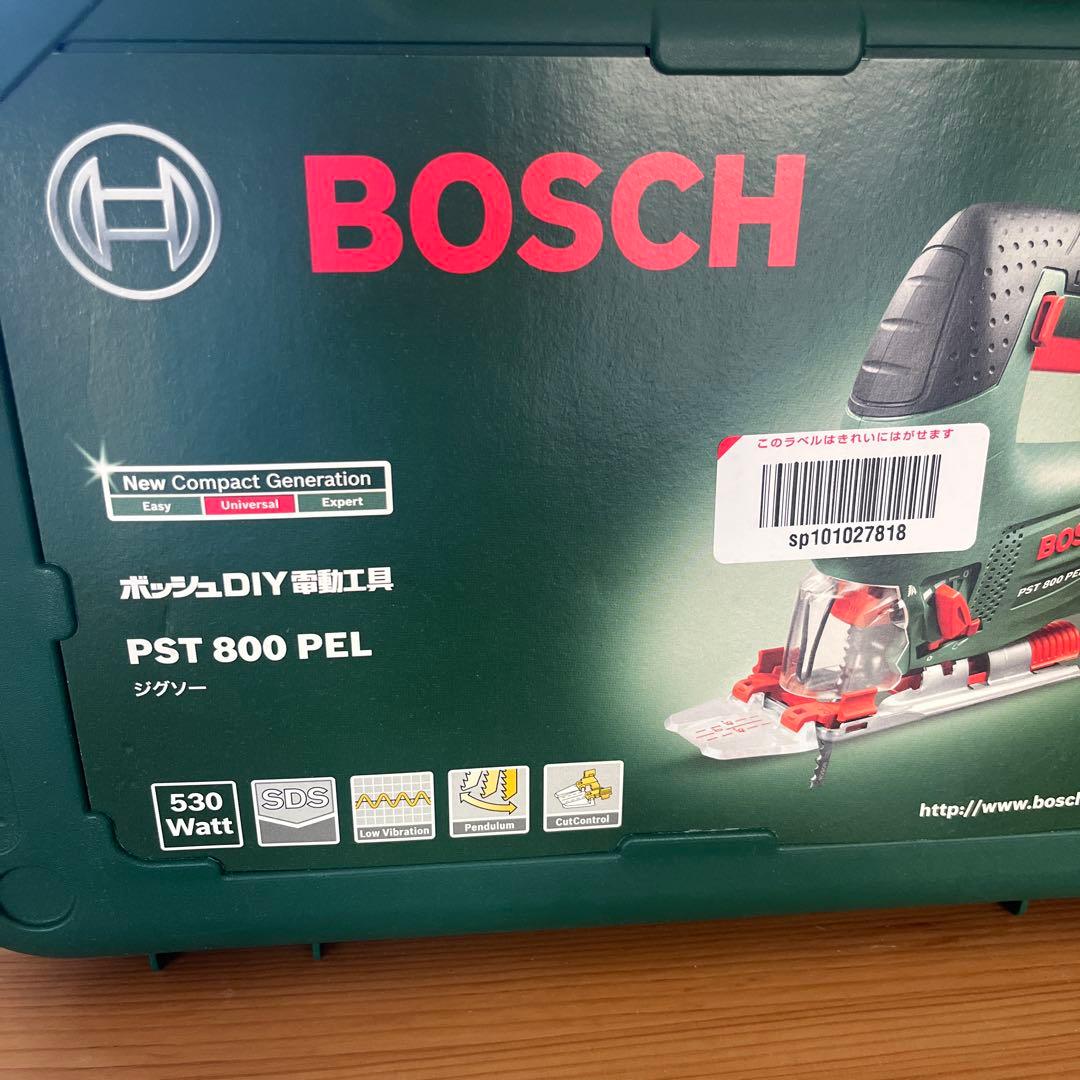 BOSCH
New Compact Generation
Easy Universal Expert
このラベルはきれいにはがせます
sp101027818
ボッシュDIY電動工具
PST 800 PEL
ジグソー
BOS
PST 800 PEL
530
Watt
SDS
Low Vibration
Pendulum
CutControl
http://www.bosch